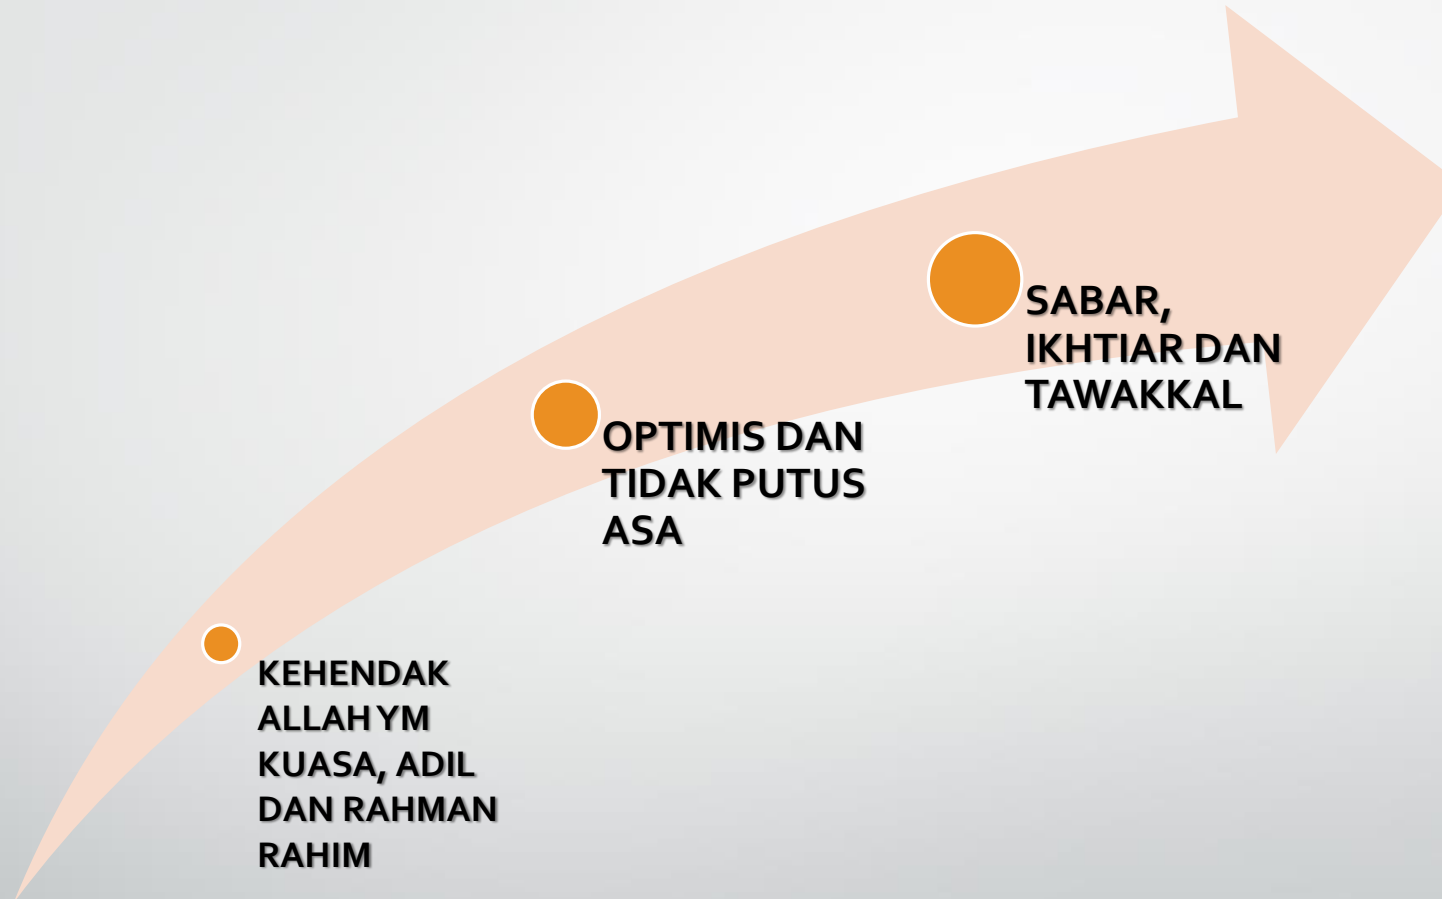 KEHENDAK
ALLAH YM
KUASA, ADIL
DAN RAHMAN
RAHIM
OPTIMIS DAN
TIDAK PUTUS
ASA
SABAR,
IKHTIAR DAN
TAWAKKAL